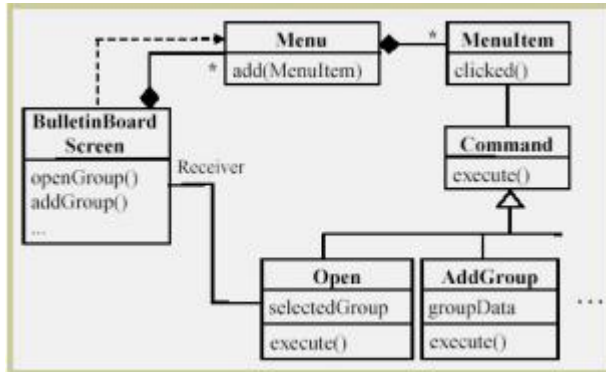 Menu
add(MenuItem)
*
*
MenuItem
clicked()
BulletinBoard
Screen
openGroup()
addGroup()
...
Receiver
Command
execute()
Open
selectedGroup
execute()
AddGroup
groupData
execute()
....